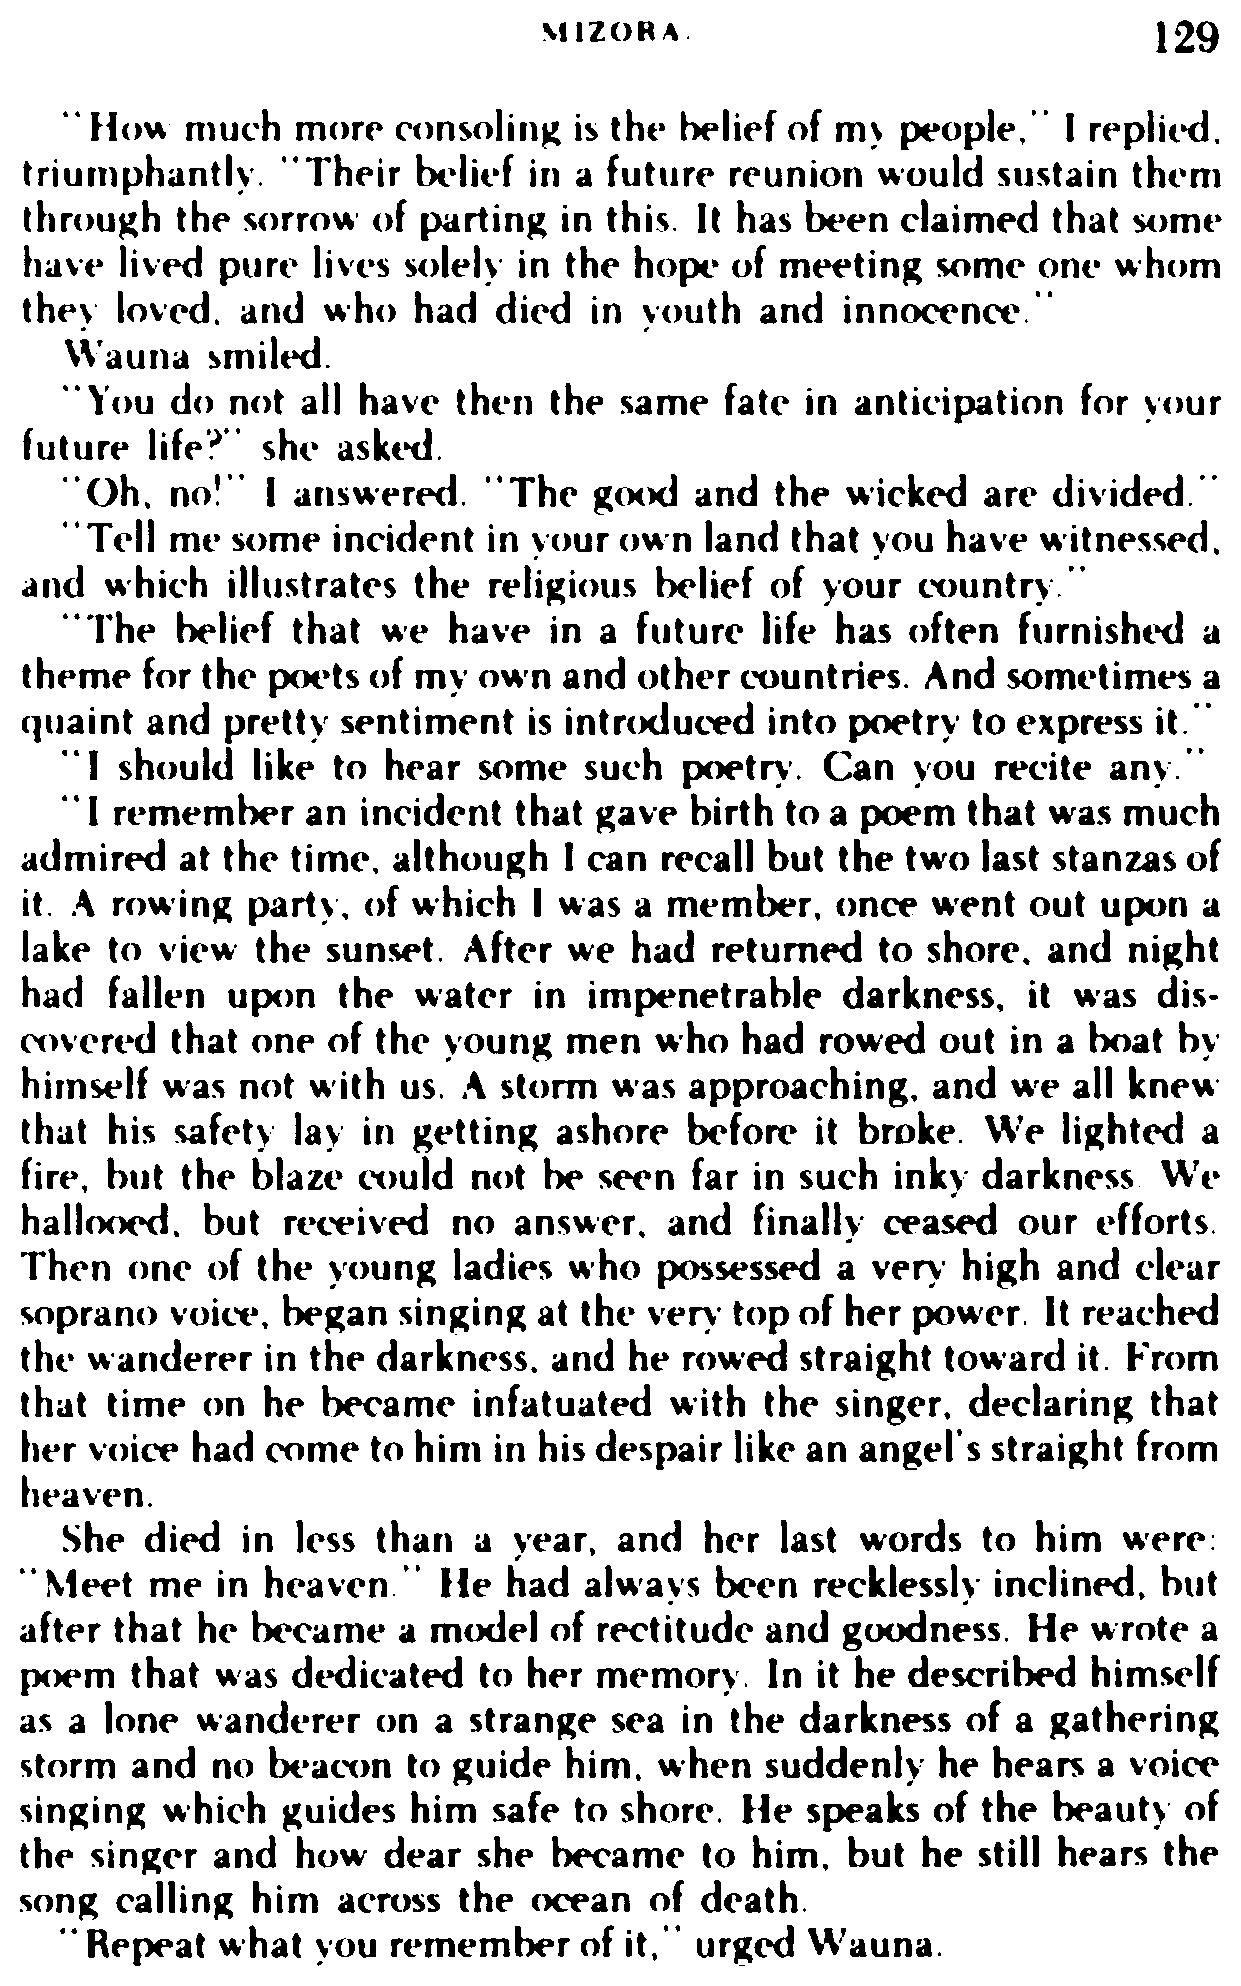 MIZORA. 129
"How much more consoling is the belief of my people," I replied,
triumphantly. "Their belief in a future reunion would sustain them
through the sorrow of parting in this. It has been claimed that some
have lived pure lives solely in the hope of meeting some one whom
they loved, and who had died in youth and innocence."
Wauna smiled.
"You do not all have then the same fate in anticipation for your
future life?" she asked.
"Oh, no!" I answered. "The good and the wicked are divided."
"Tell me some incident in your own land that you have witnessed,
and which illustrates the religious belief of your country."
"The belief that we have in a future life has often furnished a
theme for the poets of my own and other countries. And sometimes a
quaint and pretty sentiment is introduced into poetry to express it."
"I should like to hear some such poetry. Can you recite any."
"I remember an incident that gave birth to a poem that was much
admired at the time, although I can recall but the two last stanzas of
it. A rowing party, of which I was a member, once went out upon a
lake to view the sunset. After we had returned to shore, and night
had fallen upon the water in impenetrable darkness, it was dis-
covered that one of the young men who had rowed out in a boat by
himself was not with us. A storm was approaching, and we all knew
that his safety lay in getting ashore before it broke. We lighted a
fire, but the blaze could not be seen far in such inky darkness. We
hallooed, but received no answer, and finally ceased our efforts.
Then one of the young ladies who possessed a very high and clear
soprano voice, began singing at the very top of her power. It reached
the wanderer in the darkness, and he rowed straight toward it. From
that time on he became infatuated with the singer, declaring that
her voice had come to him in his despair like an angel's straight from
heaven.
She died in less than a year, and her last words to him were:
"Meet me in heaven." He had always been recklessly inclined, but
after that he became a model of rectitude and goodness. He wrote a
poem that was dedicated to her memory. In it he described himself
as a lone wanderer on a strange sea in the darkness of a gathering
storm and no beacon to guide him, when suddenly he hears a voice
singing which guides him safe to shore. He speaks of the beauty of
the singer and how dear she became to him, but he still hears the
song calling him across the ocean of death.
"Repeat what you remember of it," urged Wauna.